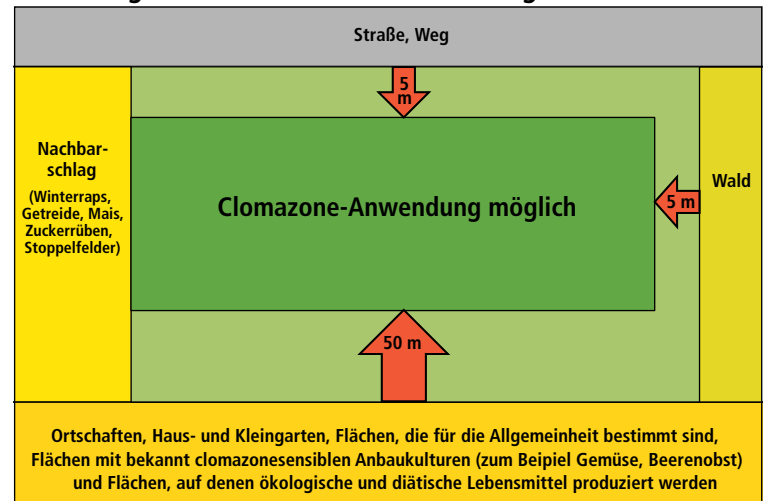 Straße, Weg
5
m
Nachbar-
schlag
(Winterraps,
Getreide, Mais,
Zuckerrüben,
Stoppelfelder)
Clomazone-Anwendung möglich
5 m
Wald
50 m
Ortschaften, Haus- und Kleingarten, Flächen, die für die Allgemeinheit bestimmt sind,
Flächen mit bekannt clomazonesensiblen Anbaukulturen (zum Beipiel Gemüse, Beerenobst)
und Flächen, auf denen ökologische und diätische Lebensmittel produziert werden